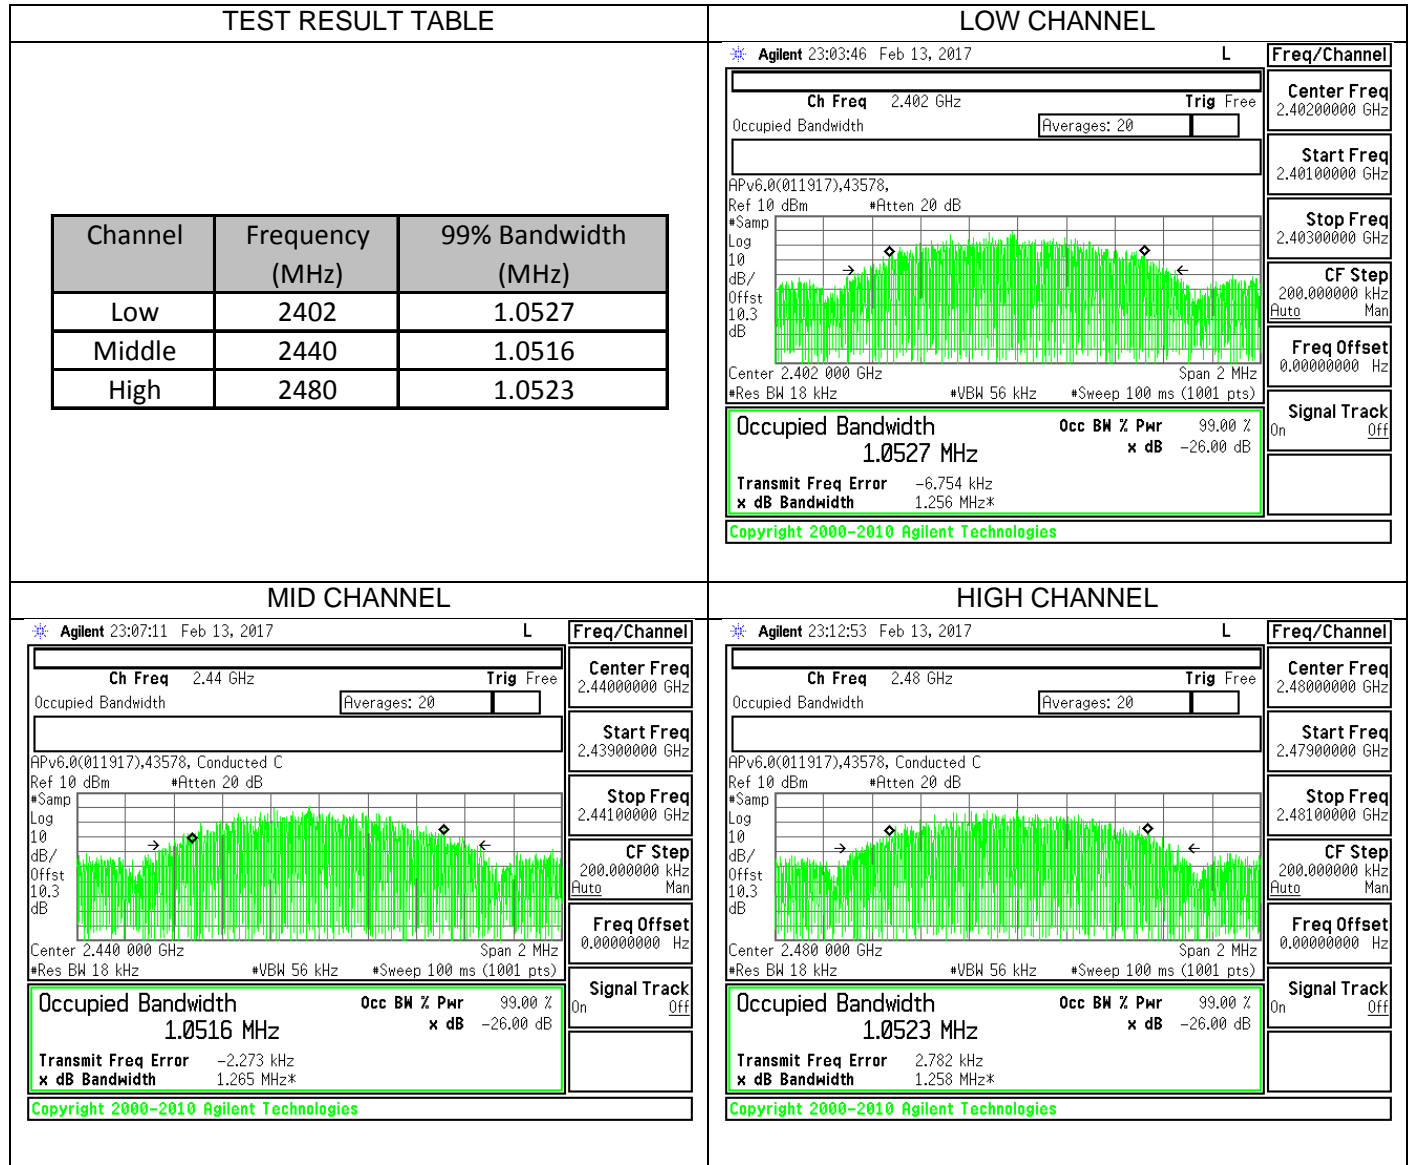 TEST RESULT TABLE
Channel Frequency (MHz) 99% Bandwidth (MHz)
Low 2402 1.0527
Middle 2440 1.0516
High 2480 1.0523
LOW CHANNEL
Agilent 23:03:46 Feb 13, 2017 L
Ch Freq 2.402 GHz Trig Free
Occupied Bandwidth Averages: 20
APv6.0(011917),43578,
Ref 10 dBm #Atten 20 dB
#Samp
Log
10
dB/
Offst
10.3
dB
Center 2.402 000 GHz Span 2 MHz
#Res BW 18 kHz #VBW 56 kHz #Sweep 100 ms (1001 pts)
Occupied Bandwidth Occ BW % Pwr 99.00 %
1.0527 MHz x dB -26.00 dB
Transmit Freq Error -6.754 kHz
x dB Bandwidth 1.256 MHz*
Copyright 2000-2010 Agilent Technologies
Freq/Channel
Center Freq
2.40200000 GHz
Start Freq
2.40100000 GHz
Stop Freq
2.40300000 GHz
CF Step
200.000000 kHz
Auto Man
Freq Offset
0.00000000 Hz
Signal Track
On Off
MID CHANNEL
Agilent 23:07:11 Feb 13, 2017 L
Ch Freq 2.44 GHz Trig Free
Occupied Bandwidth Averages: 20
APv6.0(011917),43578, Conducted C
Ref 10 dBm #Atten 20 dB
#Samp
Log
10
dB/
Offst
10.3
dB
Center 2.440 000 GHz Span 2 MHz
#Res BW 18 kHz #VBW 56 kHz #Sweep 100 ms (1001 pts)
Occupied Bandwidth Occ BW % Pwr 99.00 %
1.0516 MHz x dB -26.00 dB
Transmit Freq Error -2.273 kHz
x dB Bandwidth 1.265 MHz*
Copyright 2000-2010 Agilent Technologies
Freq/Channel
Center Freq
2.44000000 GHz
Start Freq
2.43900000 GHz
Stop Freq
2.44100000 GHz
CF Step
200.000000 kHz
Auto Man
Freq Offset
0.00000000 Hz
Signal Track
On Off
HIGH CHANNEL
Agilent 23:12:53 Feb 13, 2017 L
Ch Freq 2.48 GHz Trig Free
Occupied Bandwidth Averages: 20
APv6.0(011917),43578, Conducted C
Ref 10 dBm #Atten 20 dB
#Samp
Log
10
dB/
Offst
10.3
dB
Center 2.480 000 GHz Span 2 MHz
#Res BW 18 kHz #VBW 56 kHz #Sweep 100 ms (1001 pts)
Occupied Bandwidth Occ BW % Pwr 99.00 %
1.0523 MHz x dB -26.00 dB
Transmit Freq Error 2.782 kHz
x dB Bandwidth 1.258 MHz*
Copyright 2000-2010 Agilent Technologies
Freq/Channel
Center Freq
2.48000000 GHz
Start Freq
2.47900000 GHz
Stop Freq
2.48100000 GHz
CF Step
200.000000 kHz
Auto Man
Freq Offset
0.00000000 Hz
Signal Track
On Off